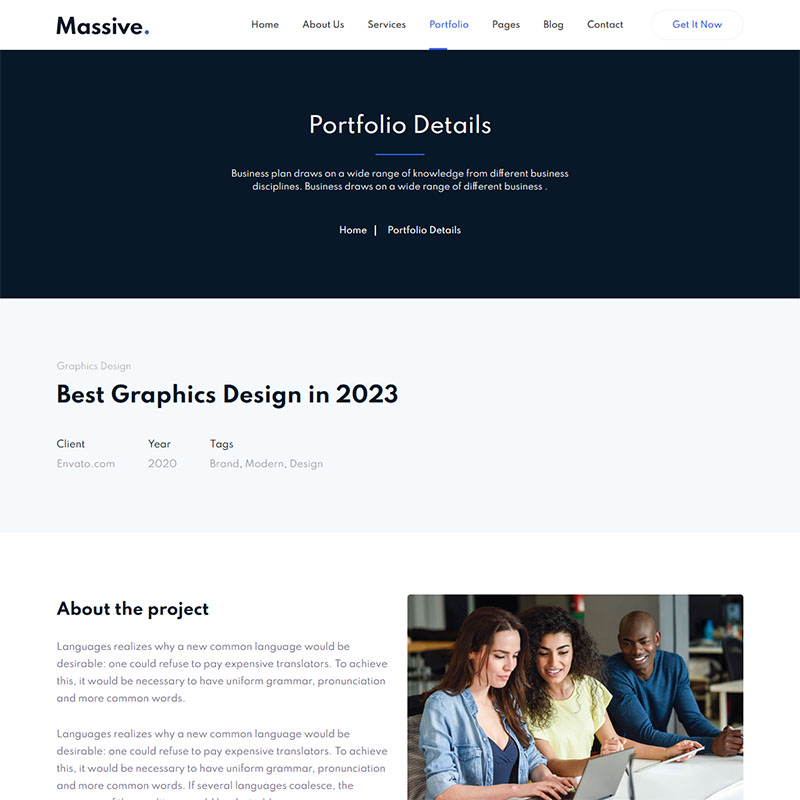 Massive.
Home About Us Services Portfolio Pages Blog Contact Get It Now
Portfolio Details
Business plan draws on a wide range of knowledge from different business
disciplines. Business draws on a wide range of different business .
Home | Portfolio Details
Graphics Design
Best Graphics Design in 2023
Client Year Tags
Envato.com 2020 Brand, Modern, Design
About the project
Languages realizes why a new common language would be
desirable: one could refuse to pay expensive translators. To achieve
this, it would be necessary to have uniform grammar, pronunciation
and more common words.
Languages realizes why a new common language would be
desirable: one could refuse to pay expensive translators. To achieve
this, it would be necessary to have uniform grammar, pronunciation
and more common words. If several languages coalesce, the